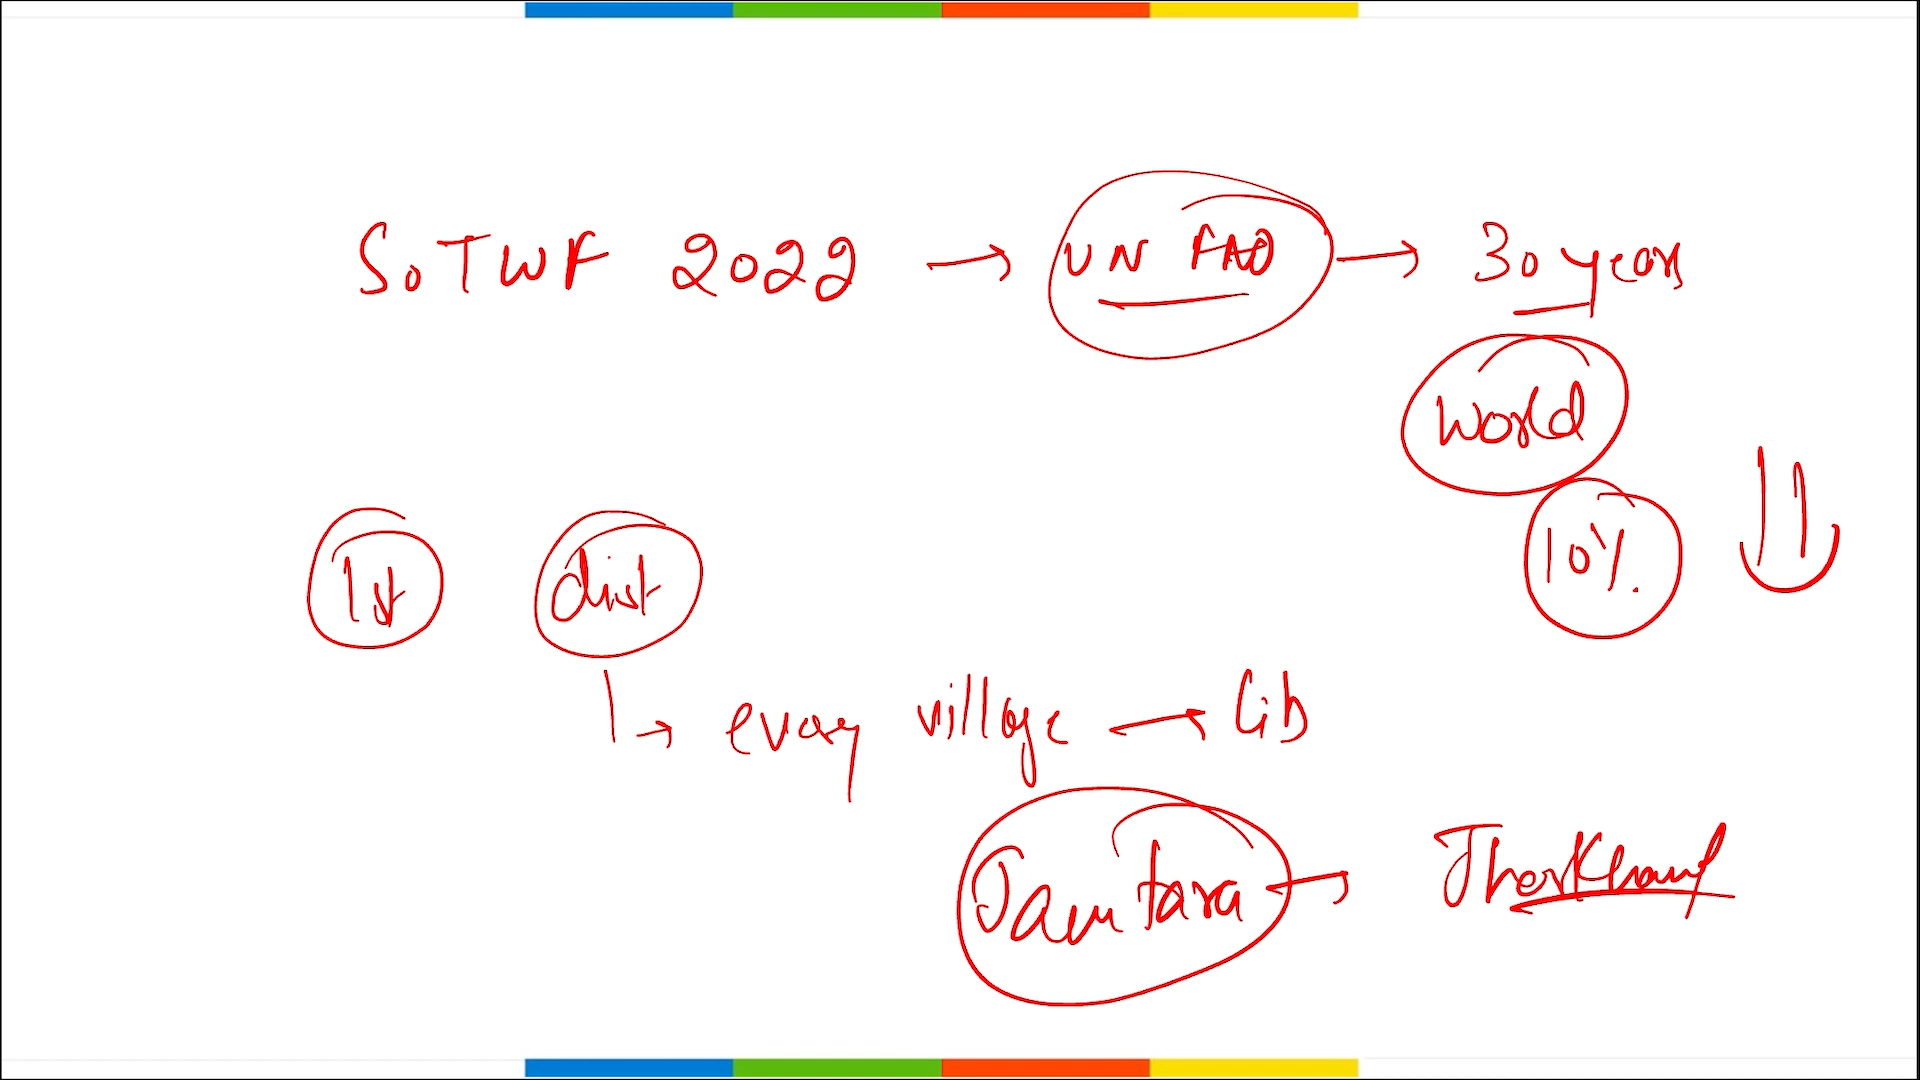 SoTWF 2022 → UN FAO → 30 years
World
10%.
1st dist
→ every village → Lib
Jamtara → Jharkhand